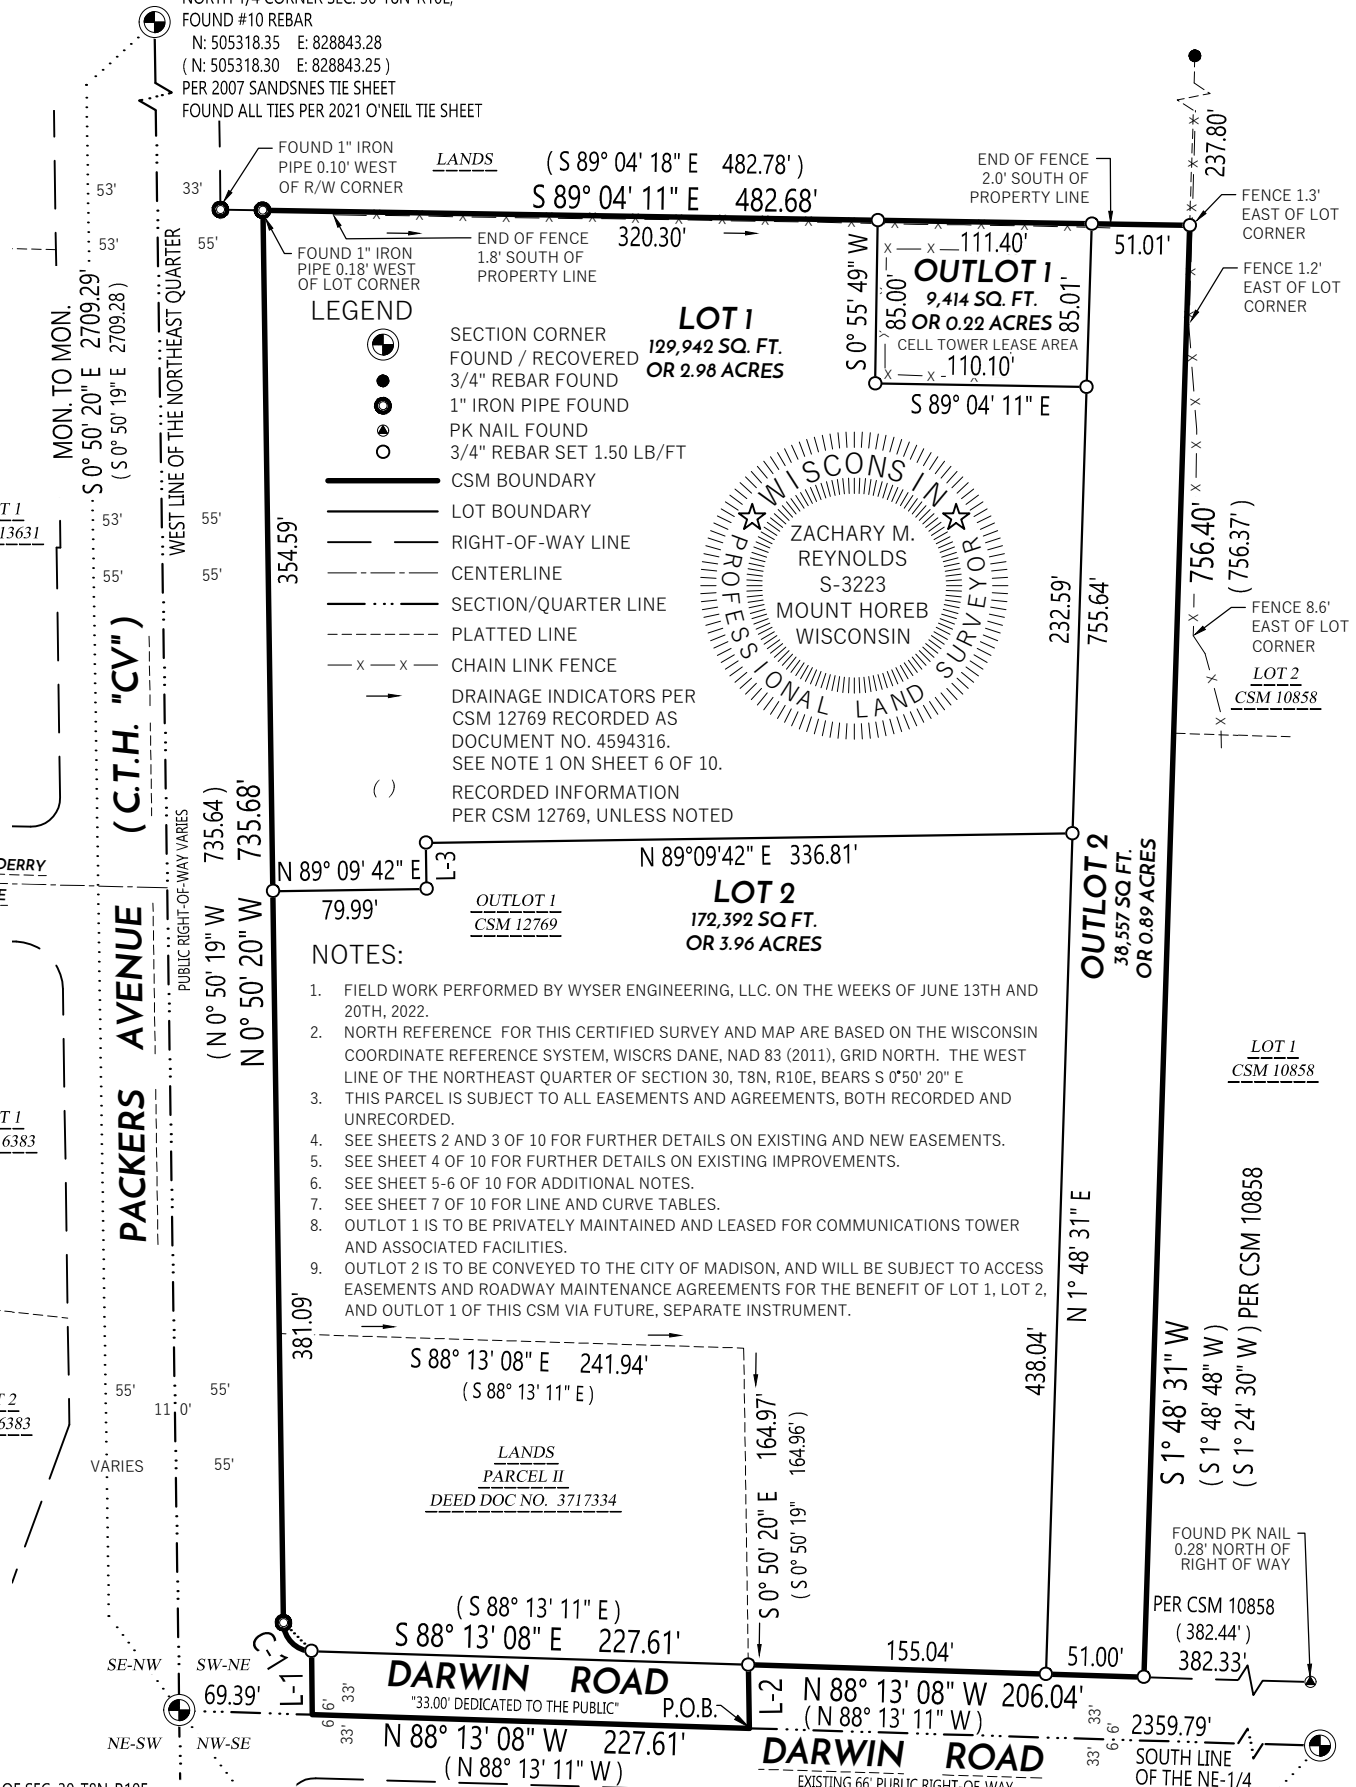 NORTH 1/4 CORNER SEC. 30-T8N-R10E,
FOUND #10 REBAR
N: 505318.35 E: 828843.28
( N: 505318.30 E: 828843.25 )
PER 2007 SANDSNES TIE SHEET
FOUND ALL TIES PER 2021 O'NEIL TIE SHEET
237.80'
FOUND 1" IRON
PIPE 0.10' WEST
OF R/W CORNER
LANDS
( S 89° 04' 18" E 482.78' )
S 89° 04' 11" E 482.68'
END OF FENCE
2.0' SOUTH OF
PROPERTY LINE
FENCE 1.3'
EAST OF LOT
CORNER
53'
33'
53'
55'
FOUND 1" IRON
PIPE 0.18' WEST
OF LOT CORNER
END OF FENCE
1.8' SOUTH OF
PROPERTY LINE
320.30'
111.40'
51.01'
FENCE 1.2'
EAST OF LOT
CORNER
MON. TO MON.
S 0° 50' 20" E 2709.29'
( S 0° 50' 19" E 2709.28)
WEST LINE OF THE NORTHEAST QUARTER
S 0° 55' 49" W
85.00'
OUTLOT 1
9,414 SQ. FT.
OR 0.22 ACRES
CELL TOWER LEASE AREA
85.01'
110.10'
S 89° 04' 11" E
LOT 1
129,942 SQ. FT.
OR 2.98 ACRES
LEGEND
SECTION CORNER
FOUND / RECOVERED
3/4" REBAR FOUND
1" IRON PIPE FOUND
PK NAIL FOUND
3/4" REBAR SET 1.50 LB/FT
CSM BOUNDARY
LOT BOUNDARY
RIGHT-OF-WAY LINE
CENTERLINE
SECTION/QUARTER LINE
PLATTED LINE
CHAIN LINK FENCE
DRAINAGE INDICATORS PER
CSM 12769 RECORDED AS
DOCUMENT NO. 4594316.
SEE NOTE 1 ON SHEET 6 OF 10.
( ) RECORDED INFORMATION
PER CSM 12769, UNLESS NOTED
WISCONSIN
PROFESSIONAL LAND SURVEYOR
ZACHARY M.
REYNOLDS
S-3223
MOUNT HOREB
WISCONSIN
T 1
13631
53'
55'
55'
55'
354.59'
232.59'
755.64'
756.40'
(756.37' )
FENCE 8.6'
EAST OF LOT
CORNER
LOT 2
CSM 10858
PACKERS AVENUE (C.T.H. "CV")
PUBLIC RIGHT-OF-WAY VARIES
( N 0° 50' 19" W 735.64 )
N 0° 50' 20" W 735.68'
DERRY
E
N 89° 09' 42" E
79.99'
L-3
N 89°09'42" E 336.81'
OUTLOT 1
CSM 12769
LOT 2
172,392 SQ FT.
OR 3.96 ACRES
OUTLOT 2
38,557 SQ FT.
OR 0.89 ACRES
NOTES:
1. FIELD WORK PERFORMED BY WYSER ENGINEERING, LLC. ON THE WEEKS OF JUNE 13TH AND
20TH, 2022.
2. NORTH REFERENCE FOR THIS CERTIFIED SURVEY AND MAP ARE BASED ON THE WISCONSIN
COORDINATE REFERENCE SYSTEM, WISCRS DANE, NAD 83 (2011), GRID NORTH. THE WEST
LINE OF THE NORTHEAST QUARTER OF SECTION 30, T8N, R10E, BEARS S 0°50' 20" E
3. THIS PARCEL IS SUBJECT TO ALL EASEMENTS AND AGREEMENTS, BOTH RECORDED AND
UNRECORDED.
4. SEE SHEETS 2 AND 3 OF 10 FOR FURTHER DETAILS ON EXISTING AND NEW EASEMENTS.
5. SEE SHEET 4 OF 10 FOR FURTHER DETAILS ON EXISTING IMPROVEMENTS.
6. SEE SHEET 5-6 OF 10 FOR ADDITIONAL NOTES.
7. SEE SHEET 7 OF 10 FOR LINE AND CURVE TABLES.
8. OUTLOT 1 IS TO BE PRIVATELY MAINTAINED AND LEASED FOR COMMUNICATIONS TOWER
AND ASSOCIATED FACILITIES.
9. OUTLOT 2 IS TO BE CONVEYED TO THE CITY OF MADISON, AND WILL BE SUBJECT TO ACCESS
EASEMENTS AND ROADWAY MAINTENANCE AGREEMENTS FOR THE BENEFIT OF LOT 1, LOT 2,
AND OUTLOT 1 OF THIS CSM VIA FUTURE, SEPARATE INSTRUMENT.
LOT 1
CSM 10858
T 1
6383
T 2
6383
381.09'
438.04'
N 1° 48' 31" E
S 1° 48' 31" W
( S 1° 48' 48" W )
( S 1° 24' 30" W ) PER CSM 10858
55'
55'
VARIES
55'
S 88° 13' 08" E 241.94'
( S 88° 13' 11" E )
S 0° 50' 20" E 164.97'
( S 0° 50' 19" 164.96')
LANDS
PARCEL II
DEED DOC NO. 3717334
FOUND PK NAIL
0.28' NORTH OF
RIGHT OF WAY
PER CSM 10858
( 382.44' )
382.33'
( S 88° 13' 11" E )
S 88° 13' 08" E 227.61'
155.04'
51.00'
C-1
L-1
SE-NW
SW-NE
69.39'
NE-SW
NW-SE
DARWIN ROAD
"33.00' DEDICATED TO THE PUBLIC"
P.O.B.
33'
66'
33'
L-2
N 88° 13' 08" W 206.04'
( N 88° 13' 11" W )
33'
66'
33'
2359.79'
N 88° 13' 08" W 227.61'
( N 88° 13' 11" W )
DARWIN ROAD
EXISTING 66' PUBLIC RIGHT-OF-WAY
SOUTH LINE
OF THE NE-1/4
OF SEC. 30-T8N-R10E